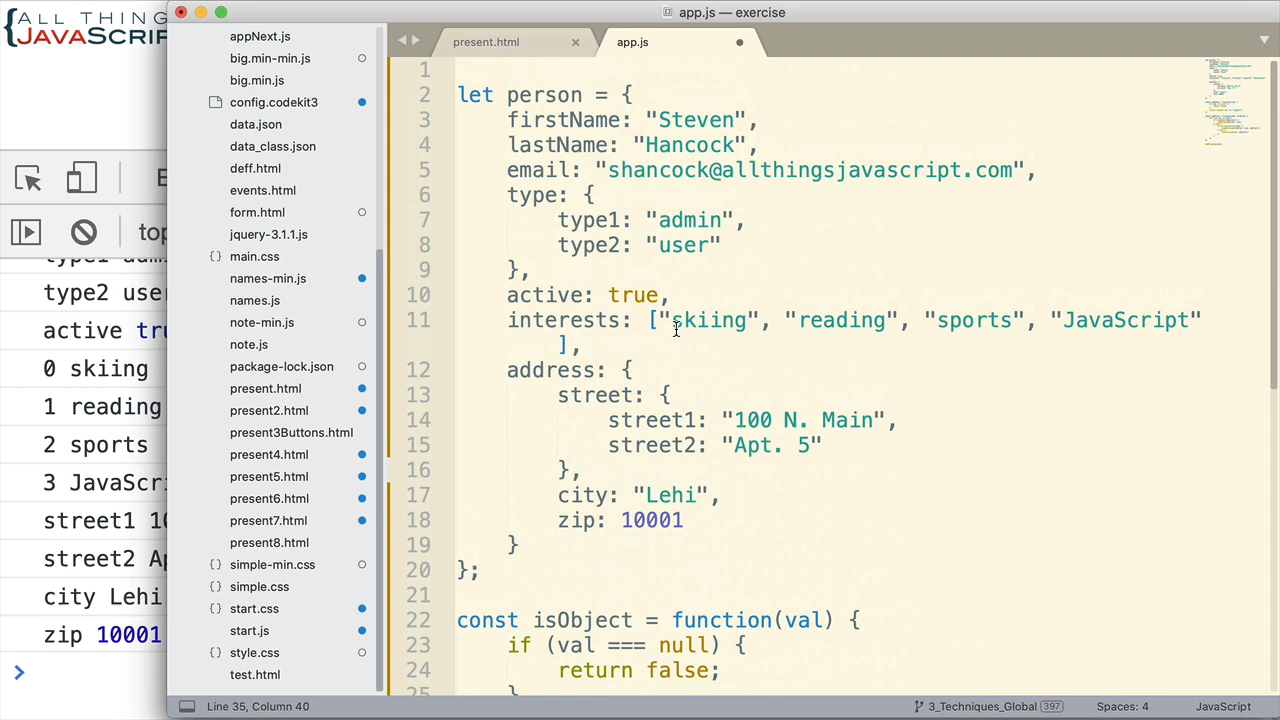 ALL THING
{JAVASCRI
app.js — exercise
top
type1 admi
type2 user
active tru
0 skiing
1 reading
2 sports
3 JavaScri
street1 10
street2 Ap
city Lehi
zip 10001
>
appNext.js
big.min-min.js
big.min.js
config.codekit3
data.json
data_class.json
deff.html
events.html
form.html
jquery-3.1.1.js
main.css
names-min.js
names.js
note-min.js
note.js
package-lock.json
present.html
present2.html
present3Buttons.html
present4.html
present5.html
present6.html
present7.html
present8.html
{} simple-min.css
{} simple.css
{} start.css
start.js
{} style.css
test.html
present.html
app.js
1
2 let person = {
3 firstName: "Steven",
4 lastName: "Hancock",
5 email: "shancock@allthingsjavascript.com",
6 type: {
7 type1: "admin",
8 type2: "user"
9 },
10 active: true,
11 interests: ["skiing", "reading", "sports", "JavaScript"
],
12 address: {
13 street: {
14 street1: "100 N. Main",
15 street2: "Apt. 5"
16 },
17 city: "Lehi",
18 zip: 10001
19 }
20 };
21
22 const isObject = function(val) {
23 if (val === null) {
24 return false;
25 }
Line 35, Column 40
3_Techniques_Global 397
Spaces: 4
JavaScript